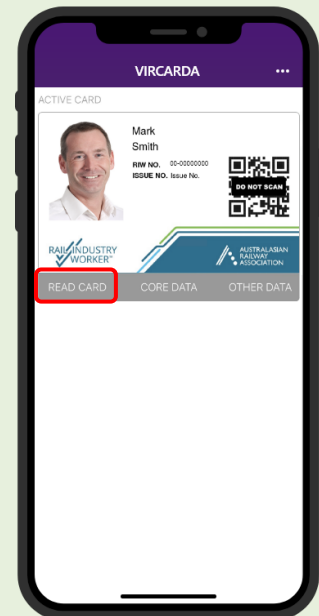 VIRCARDA
...
ACTIVE CARD
Mark
Smith
RIW NO. 00-00000000
ISSUE NO. Issue No.
DO NOT SCAN
RAIL INDUSTRY
WORKER™
AUSTRALASIAN
RAILWAY
ASSOCIATION
READ CARD CORE DATA OTHER DATA